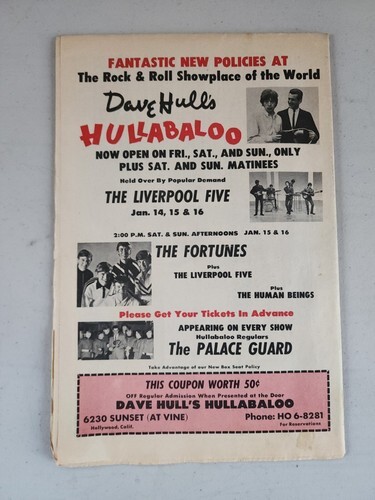 FANTASTIC NEW POLICIES AT
The Rock & Roll Showplace of the World
Dave Hull's
HULLABALOO
NOW OPEN ON FRI., SAT., AND SUN., ONLY
PLUS SAT. AND SUN. MATINEES
Held Over By Popular Demand
THE LIVERPOOL FIVE
Jan. 14, 15 & 16
2:00 P.M. SAT. & SUN. AFTERNOONS JAN. 15 & 16
THE FORTUNES
Plus
THE LIVERPOOL FIVE
Plus
THE HUMAN BEINGS
Please Get Your Tickets In Advance
APPEARING ON EVERY SHOW
Hullabaloo Regulars
The PALACE GUARD
Take Advantage of our New Box Seat Policy
THIS COUPON WORTH 50¢
OFF Regular Admission When Presented at the Door
DAVE HULL'S HULLABALOO
6230 SUNSET (AT VINE) Phone: HO 6-8281
Hollywood, Calif. For Reservations